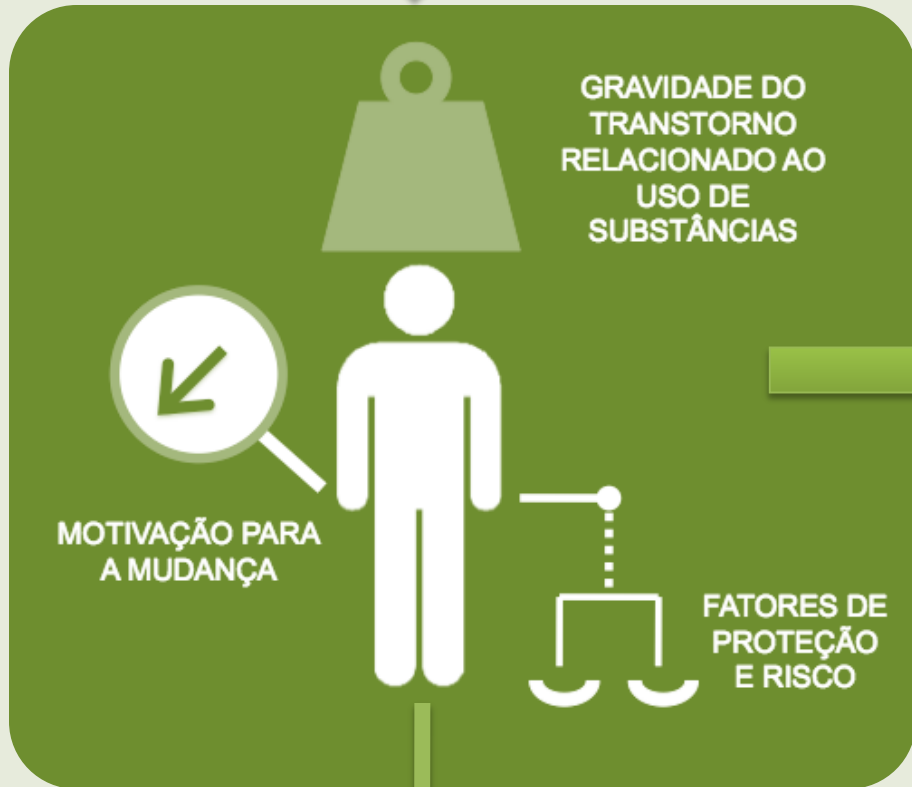 GRAVIDADE DO
TRANSTORNO
RELACIONADO AO
USO DE
SUBSTÂNCIAS
MOTIVAÇÃO PARA
A MUDANÇA
FATORES DE
PROTEÇÃO
E RISCO